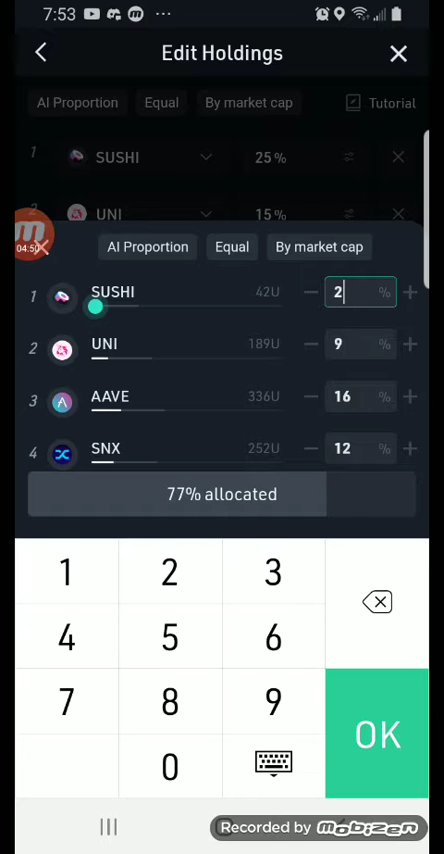 7:53
Edit Holdings
AI Proportion Equal By market cap Tutorial
1 SUSHI 25%
2 UNI 15%
04:50
AI Proportion Equal By market cap
1 SUSHI 42U 2 %
2 UNI 189U 9 %
3 AAVE 336U 16 %
4 SNX 252U 12 %
77% allocated
1 2 3
4 5 6
7 8 9
OK
0
Recorded by mobizen